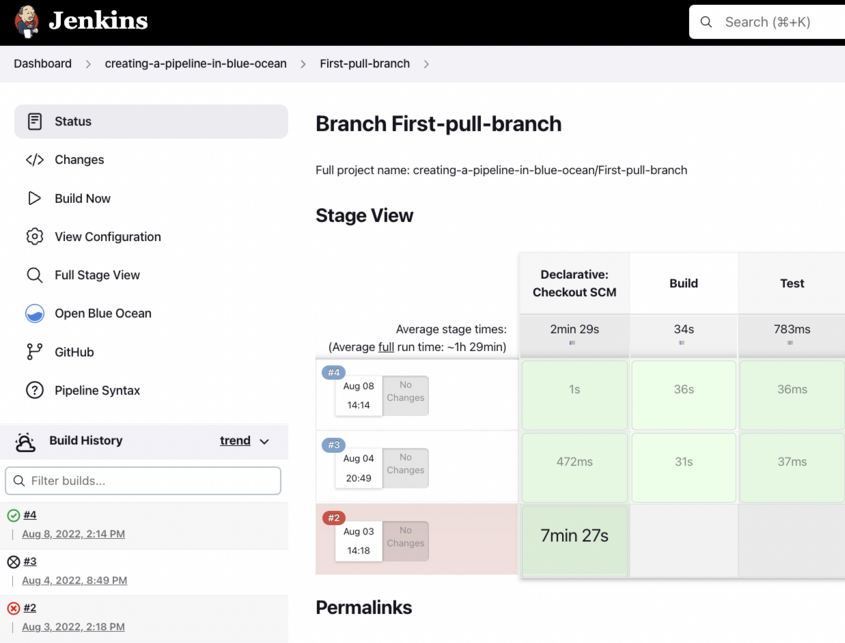 Jenkins
Search (⌘+K)
Dashboard
creating-a-pipeline-in-blue-ocean
First-pull-branch
Status
Changes
Build Now
View Configuration
Full Stage View
Open Blue Ocean
GitHub
Pipeline Syntax
Build History
trend
Filter builds...
#4
Aug 8, 2022, 2:14 PM
#3
Aug 4, 2022, 8:49 PM
#2
Aug 3, 2022, 2:18 PM
Branch First-pull-branch
Full project name: creating-a-pipeline-in-blue-ocean/First-pull-branch
Stage View
Declarative:
Checkout SCM
Build
Test
Average stage times:
(Average full run time: ~1h 29min)
2min 29s
34s
783ms
#4
Aug 08
14:14
No
Changes
1s
36s
36ms
#3
Aug 04
20:49
No
Changes
472ms
31s
37ms
#2
Aug 03
14:18
No
Changes
7min 27s
Permalinks